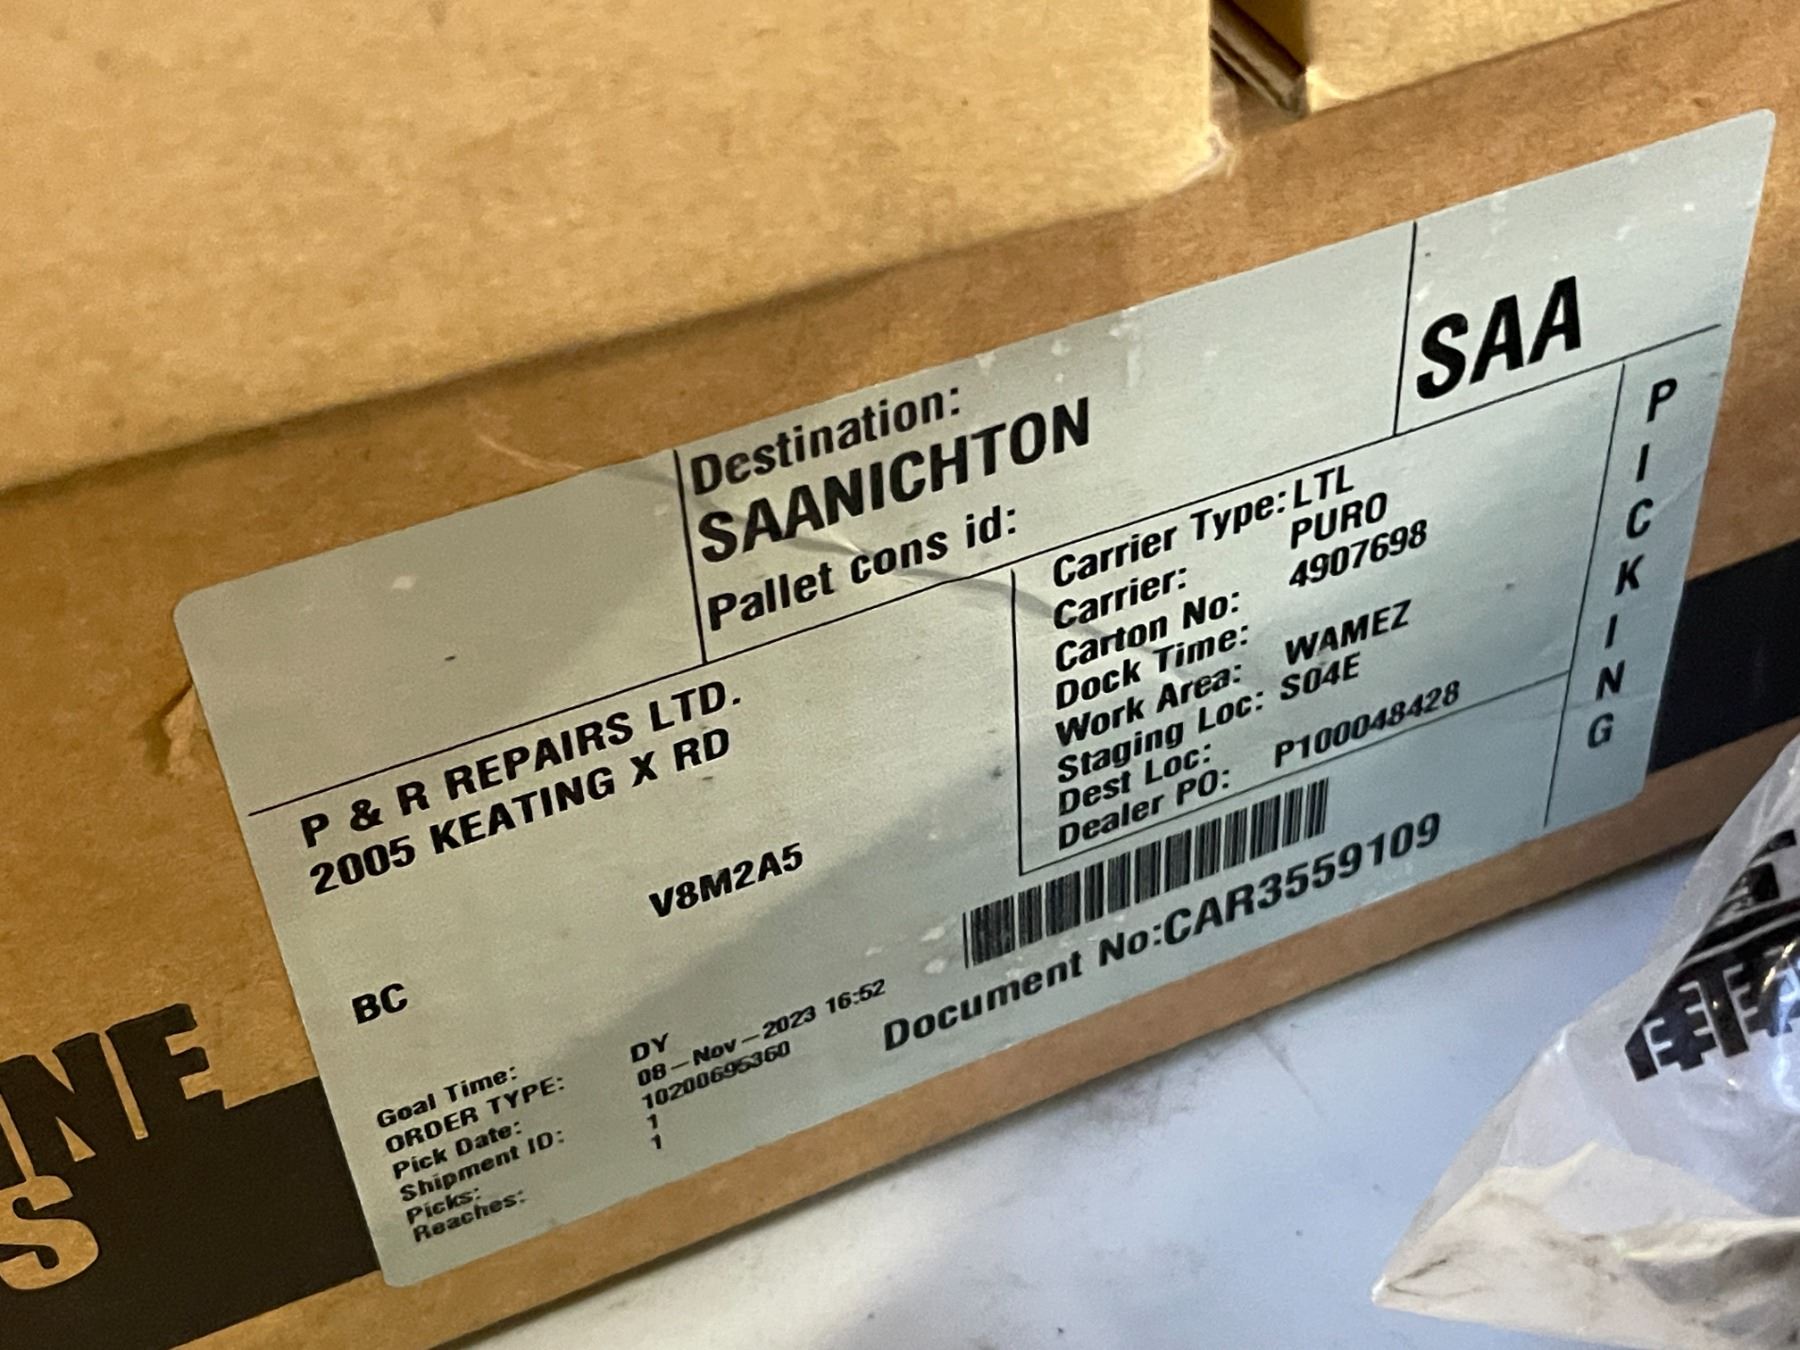 Destination:
SAANICHTON
Pallet cons id:
SAA
P & R REPAIRS LTD.
2005 KEATING X RD
V8M2A5
BC
Carrier Type: LTL
Carrier: PURO
Carton No: 4907698
Dock Time:
Work Area: WAMEZ
Staging Loc: S04E
Dest Loc:
Dealer PO: P100048428
PICKING
Document No:CAR3559109
Goal Time:
ORDER TYPE: DY
Pick Date: 08-Nov-2023 16:52
Shipment ID: 10200695360
Picks: 1
Reaches: 1
NE
S